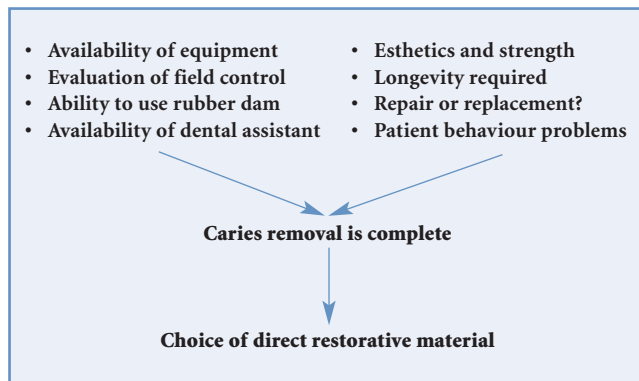 • Availability of equipment
• Evaluation of field control
• Ability to use rubber dam
• Availability of dental assistant
• Esthetics and strength
• Longevity required
• Repair or replacement?
• Patient behaviour problems
Caries removal is complete
Choice of direct restorative material